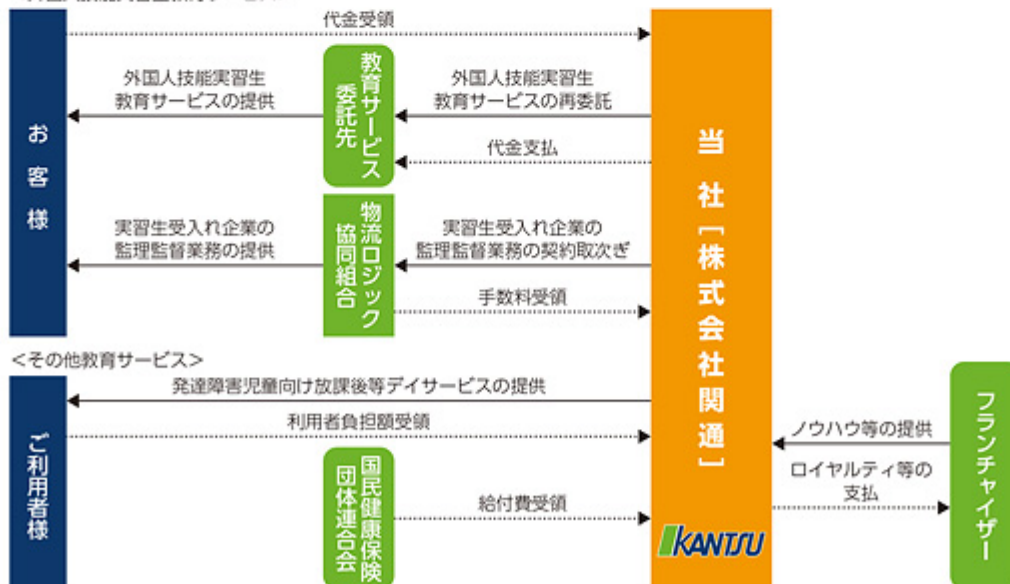 代金受領
お客様
外国人技能実習生
教育サービスの提供
教育サービス
委託先
外国人技能実習生
教育サービスの再委託
代金支払
実習生受入れ企業の
監理監督業務の提供
物流ロジック
協同組合
実習生受入れ企業の
監理監督業務の契約取次ぎ
手数料受領
当社[株式会社関通]
<その他教育サービス>
ご利用者様
発達障害児童向け放課後等デイサービスの提供
利用者負担額受領
国民健康保険
団体連合会
給付費受領
KANTSU
ノウハウ等の提供
ロイヤルティ等の
支払
フランチャイザー